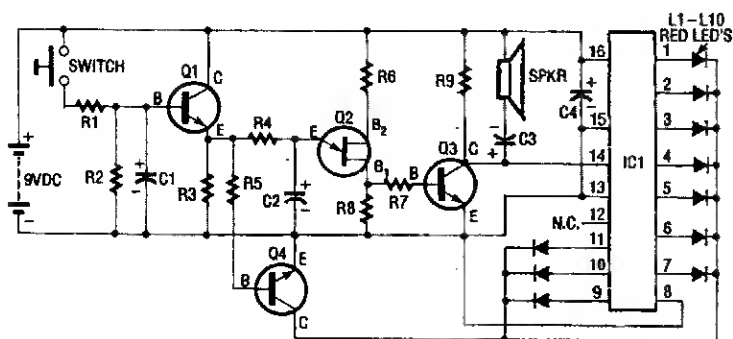 L1–L10
RED LED'S
SWITCH
Q1
C
B
E
R1
R2
C1
R3
R4
R5
R6
E
Q2
B2
B1
C2
R8
R7
R9
SPKR
C3
Q3
B
C
E
C4
16
15
14
13
N.C. 12
11
10
9
IC1
1
2
3
4
5
6
7
8
9VDC
+
-
Q4
B
E
C